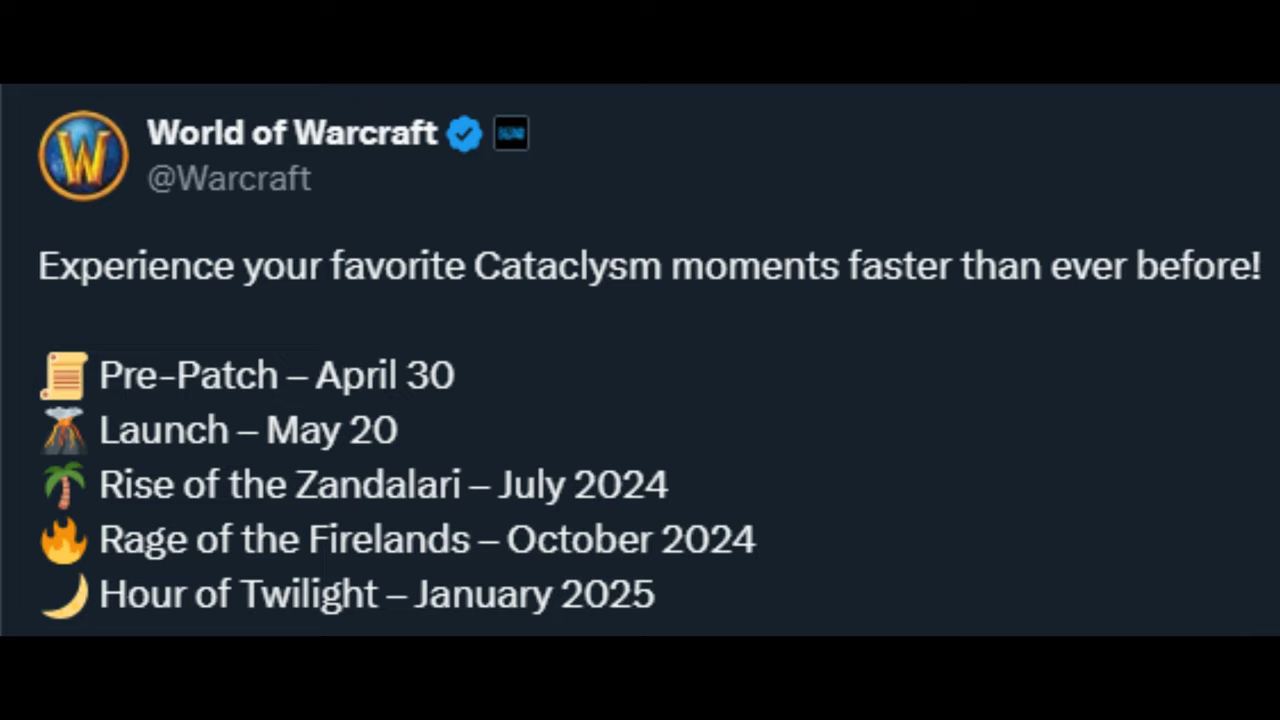 World of Warcraft
@Warcraft
Experience your favorite Cataclysm moments faster than ever before!
📜 Pre-Patch – April 30
🌋 Launch – May 20
🌴 Rise of the Zandalari – July 2024
🔥 Rage of the Firelands – October 2024
🌙 Hour of Twilight – January 2025